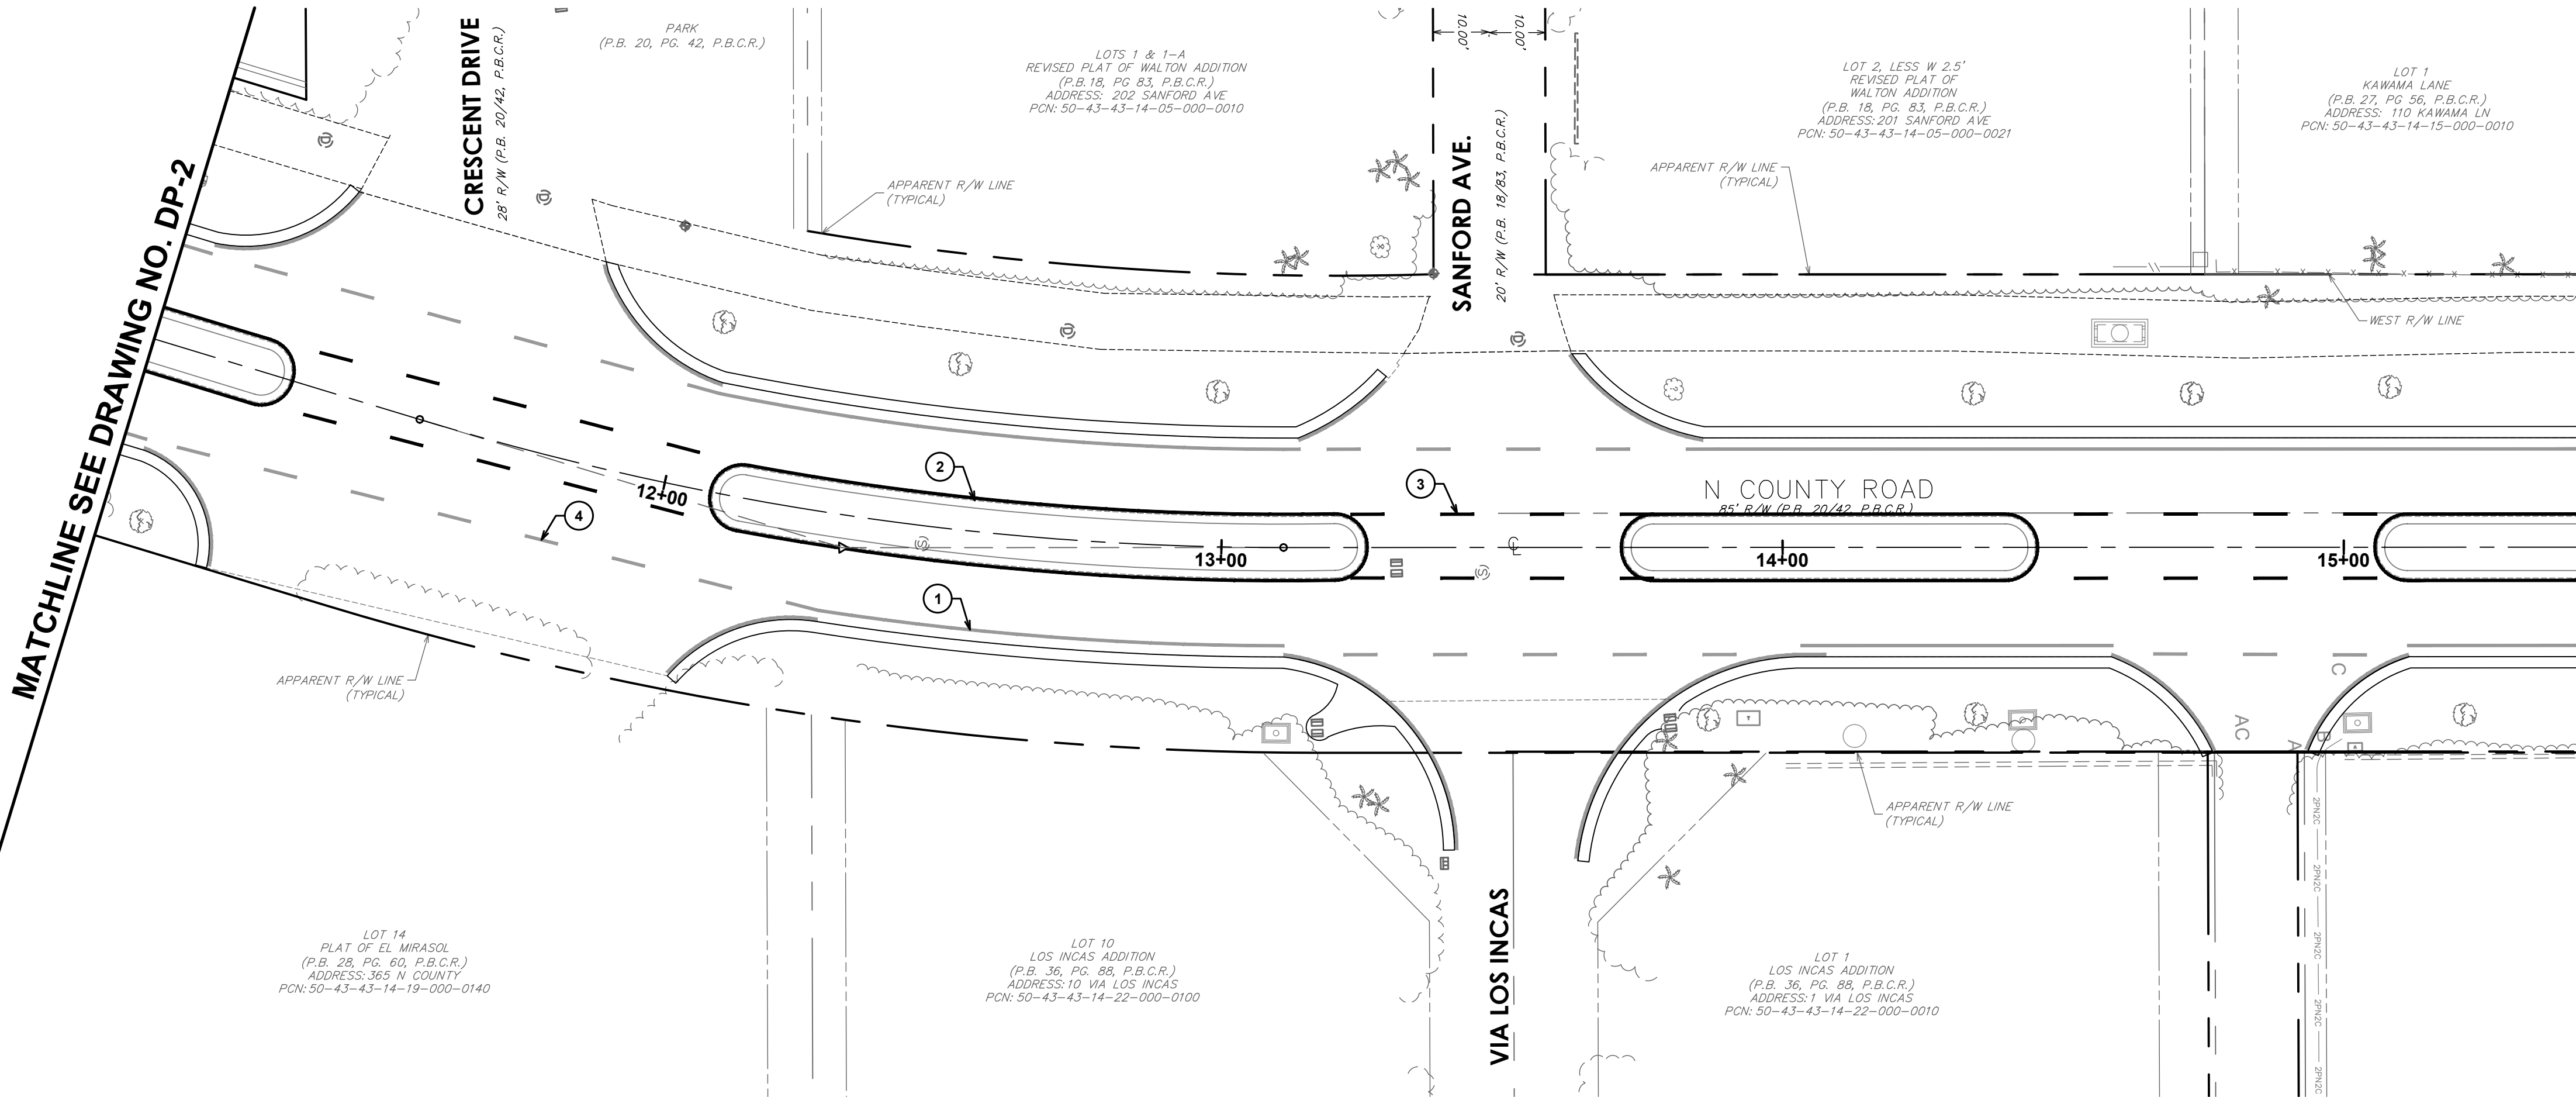 MATCHLINE SEE DRAWING NO. DP-2
CRESCENT DRIVE
28' R/W (P.B. 20/42, P.B.C.R.)
PARK
(P.B. 20, PG. 42, P.B.C.R.)
LOTS 1 & 1-A
REVISED PLAT OF WALTON ADDITION
(P.B.18, PG 83, P.B.C.R.)
ADDRESS: 202 SANFORD AVE
PCN: 50-43-43-14-05-000-0010
APPARENT R/W LINE
(TYPICAL)
10.00'
10.00'
SANFORD AVE.
20' R/W (P.B. 18/83, P.B.C.R.)
LOT 2, LESS W 2.5'
REVISED PLAT OF
WALTON ADDITION
(P.B. 18, PG. 83, P.B.C.R.)
ADDRESS:201 SANFORD AVE
PCN: 50-43-43-14-05-000-0021
APPARENT R/W LINE
(TYPICAL)
LOT 1
KAWAMA LANE
(P.B. 27, PG 56, P.B.C.R.)
ADDRESS: 110 KAWAMA LN
PCN: 50-43-43-14-15-000-0010
WEST R/W LINE
2
3
4
1
N COUNTY ROAD
85' R/W (P.B. 20/42, P.B.C.R.)
12+00
13+00
14+00
15+00
C
AC
A
B
APPARENT R/W LINE
(TYPICAL)
APPARENT R/W LINE
(TYPICAL)
LOT 14
PLAT OF EL MIRASOL
(P.B. 28, PG. 60, P.B.C.R.)
ADDRESS:365 N COUNTY
PCN: 50-43-43-14-19-000-0140
LOT 10
LOS INCAS ADDITION
(P.B. 36, PG. 88, P.B.C.R.)
ADDRESS:10 VIA LOS INCAS
PCN: 50-43-43-14-22-000-0100
VIA LOS INCAS
LOT 1
LOS INCAS ADDITION
(P.B. 36, PG. 88, P.B.C.R.)
ADDRESS:1 VIA LOS INCAS
PCN: 50-43-43-14-22-000-0010
2PN2C
2PN2C
2PN2C
2PN2C
2PN2C